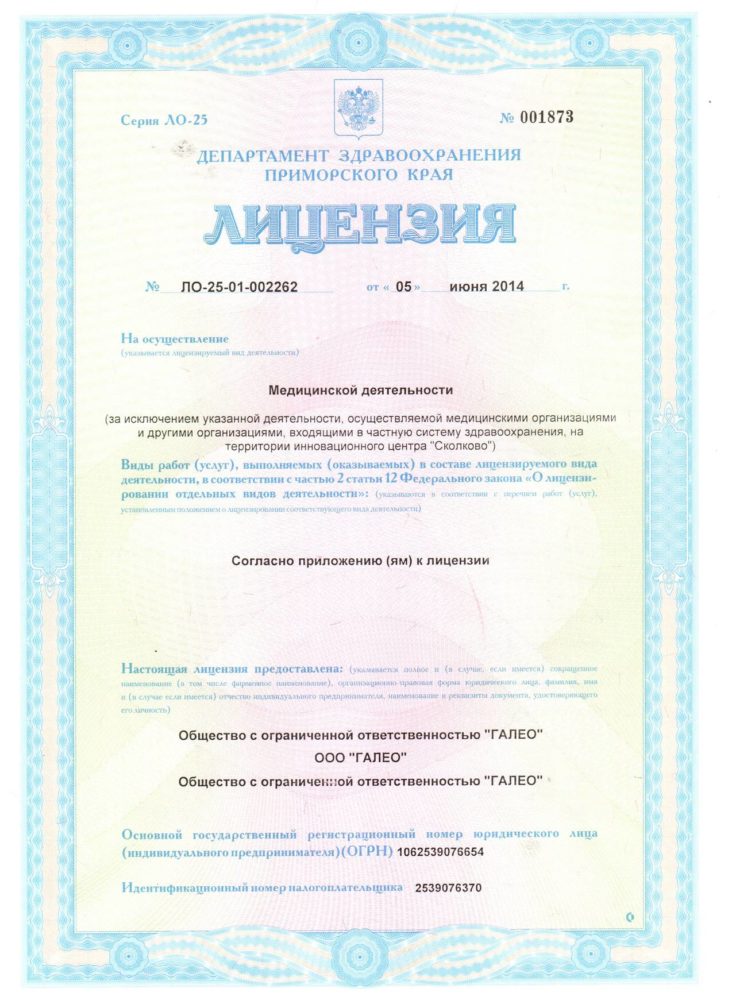 Серия ЛО-25
№ 001873
ДЕПАРТАМЕНТ ЗДРАВООХРАНЕНИЯ
ПРИМОРСКОГО КРАЯ
ЛИЦЕНЗИЯ
№ ЛО-25-01-002262 от « 05 » июня 2014 г.
На осуществление
(указывается лицензируемый вид деятельности)
Медицинской деятельности
(за исключением указанной деятельности, осуществляемой медицинскими организациями
и другими организациями, входящими в частную систему здравоохранения, на
территории инновационного центра "Сколково")
Виды работ (услуг), выполняемых (оказываемых) в составе лицензируемого вида
деятельности, в соответствии с частью 2 статьи 12 Федерального закона «О лицензи-
ровании отдельных видов деятельности»: (указываются в соответствии с перечнем работ (услуг),
установленным положением о лицензировании соответствующего вида деятельности)
Согласно приложению (ям) к лицензии
Настоящая лицензия предоставлена: (указывается полное и (в случае, если имеется) сокращенное
наименование (в том числе фирменное наименование), организационно-правовая форма юридического лица, фамилия, имя
и (в случае если имеется) отчество индивидуального предпринимателя, наименование и реквизиты документа, удостоверяющего
его личность)
Общество с ограниченной ответственностью "ГАЛЕО"
ООО "ГАЛЕО"
Общество с ограниченной ответственностью "ГАЛЕО"
Основной государственный регистрационный номер юридического лица
(индивидуального предпринимателя)(ОГРН) 1062539076654
Идентификационный номер налогоплательщика 2539076370